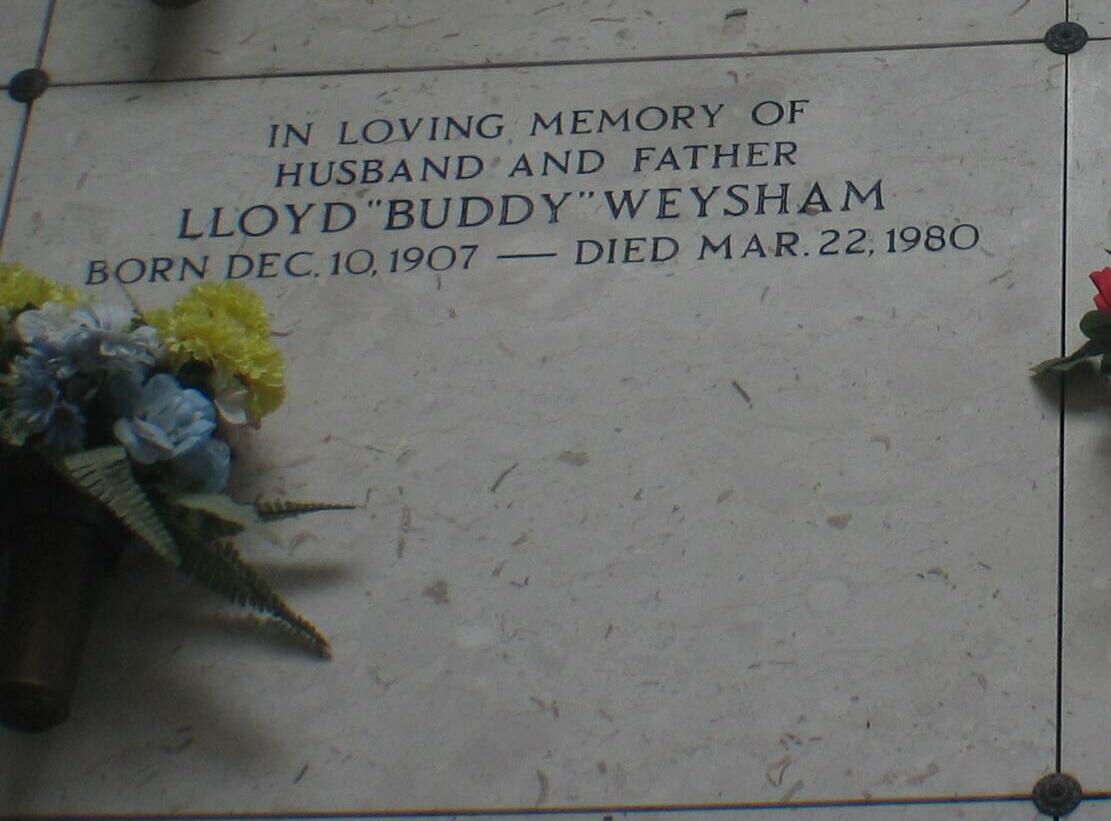 IN LOVING MEMORY OF
HUSBAND AND FATHER
LLOYD "BUDDY" WEYSHAM
BORN DEC. 10, 1907 — DIED MAR. 22, 1980